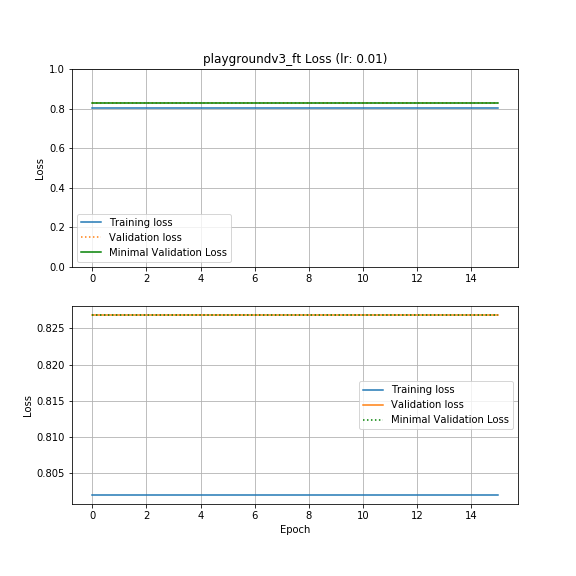 playgroundv3_ft Loss (lr: 0.01)
1.0
0.8
0.6
0.4
0.2
0.0
Loss
Training loss
Validation loss
Minimal Validation Loss
0 2 4 6 8 10 12 14
0.825
0.820
0.815
0.810
0.805
Loss
Training loss
Validation loss
Minimal Validation Loss
0 2 4 6 8 10 12 14
Epoch